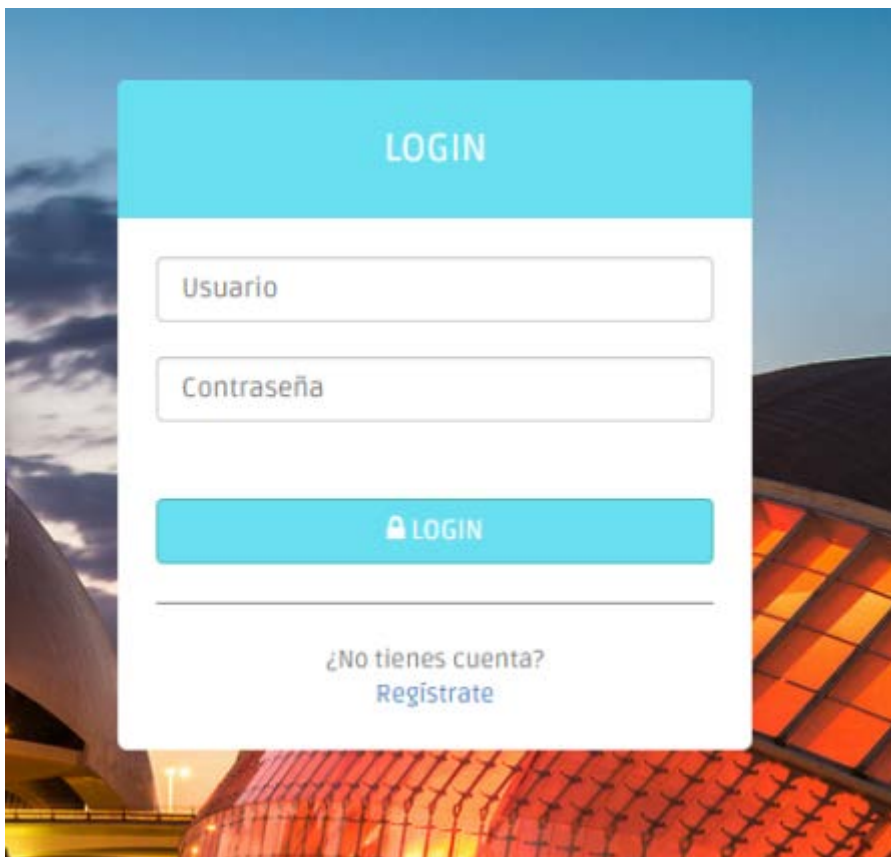 LOGIN
Usuario
Contraseña
LOGIN
¿No tienes cuenta?
Regístrate